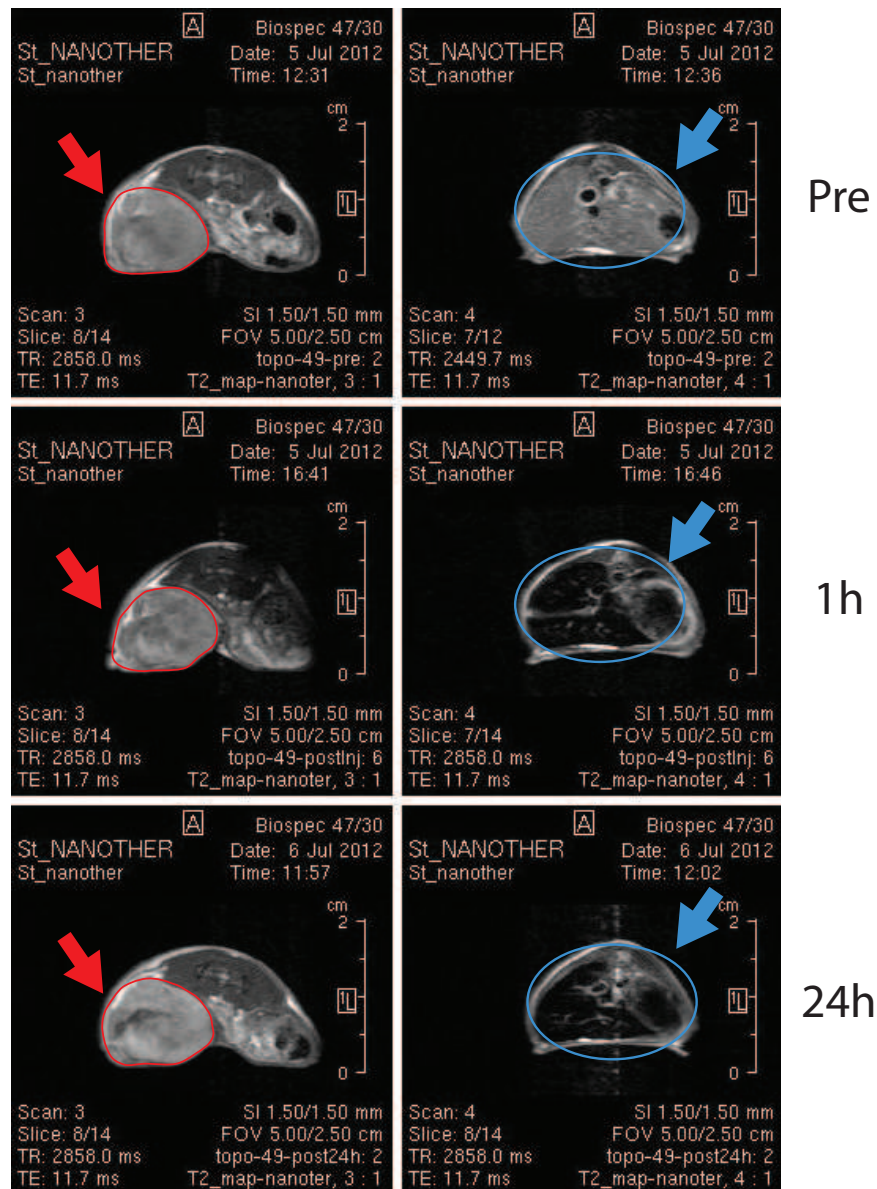 A
Biospec 47/30
St_NANOTHER Date: 5 Jul 2012
St_nanother Time: 12:31
cm
2
1L
0
Scan: 3 SI 1.50/1.50 mm
Slice: 8/14 FOV 5.00/2.50 cm
TR: 2858.0 ms topo-49-pre: 2
TE: 11.7 ms T2_map-nanoter, 3 : 1
A
Biospec 47/30
St_NANOTHER Date: 5 Jul 2012
St_nanother Time: 12:36
cm
2
1L
0
Scan: 4 SI 1.50/1.50 mm
Slice: 7/12 FOV 5.00/2.50 cm
TR: 2449.7 ms topo-49-pre: 2
TE: 11.7 ms T2_map-nanoter, 4 : 1
Pre
A
Biospec 47/30
St_NANOTHER Date: 5 Jul 2012
St_nanother Time: 16:41
cm
2
1L
0
Scan: 3 SI 1.50/1.50 mm
Slice: 8/14 FOV 5.00/2.50 cm
TR: 2858.0 ms topo-49-postInj: 6
TE: 11.7 ms T2_map-nanoter, 3 : 1
A
Biospec 47/30
St_NANOTHER Date: 5 Jul 2012
St_nanother Time: 16:46
cm
2
1L
0
Scan: 4 SI 1.50/1.50 mm
Slice: 7/14 FOV 5.00/2.50 cm
TR: 2858.0 ms topo-49-postInj: 6
TE: 11.7 ms T2_map-nanoter, 4 : 1
1h
A
Biospec 47/30
St_NANOTHER Date: 6 Jul 2012
St_nanother Time: 11:57
cm
2
1L
0
Scan: 3 SI 1.50/1.50 mm
Slice: 8/14 FOV 5.00/2.50 cm
TR: 2858.0 ms topo-49-post24h: 2
TE: 11.7 ms T2_map-nanoter, 3 : 1
A
Biospec 47/30
St_NANOTHER Date: 6 Jul 2012
St_nanother Time: 12:02
cm
2
1L
0
Scan: 4 SI 1.50/1.50 mm
Slice: 8/14 FOV 5.00/2.50 cm
TR: 2858.0 ms topo-49-post24h: 2
TE: 11.7 ms T2_map-nanoter, 4 : 1
24h